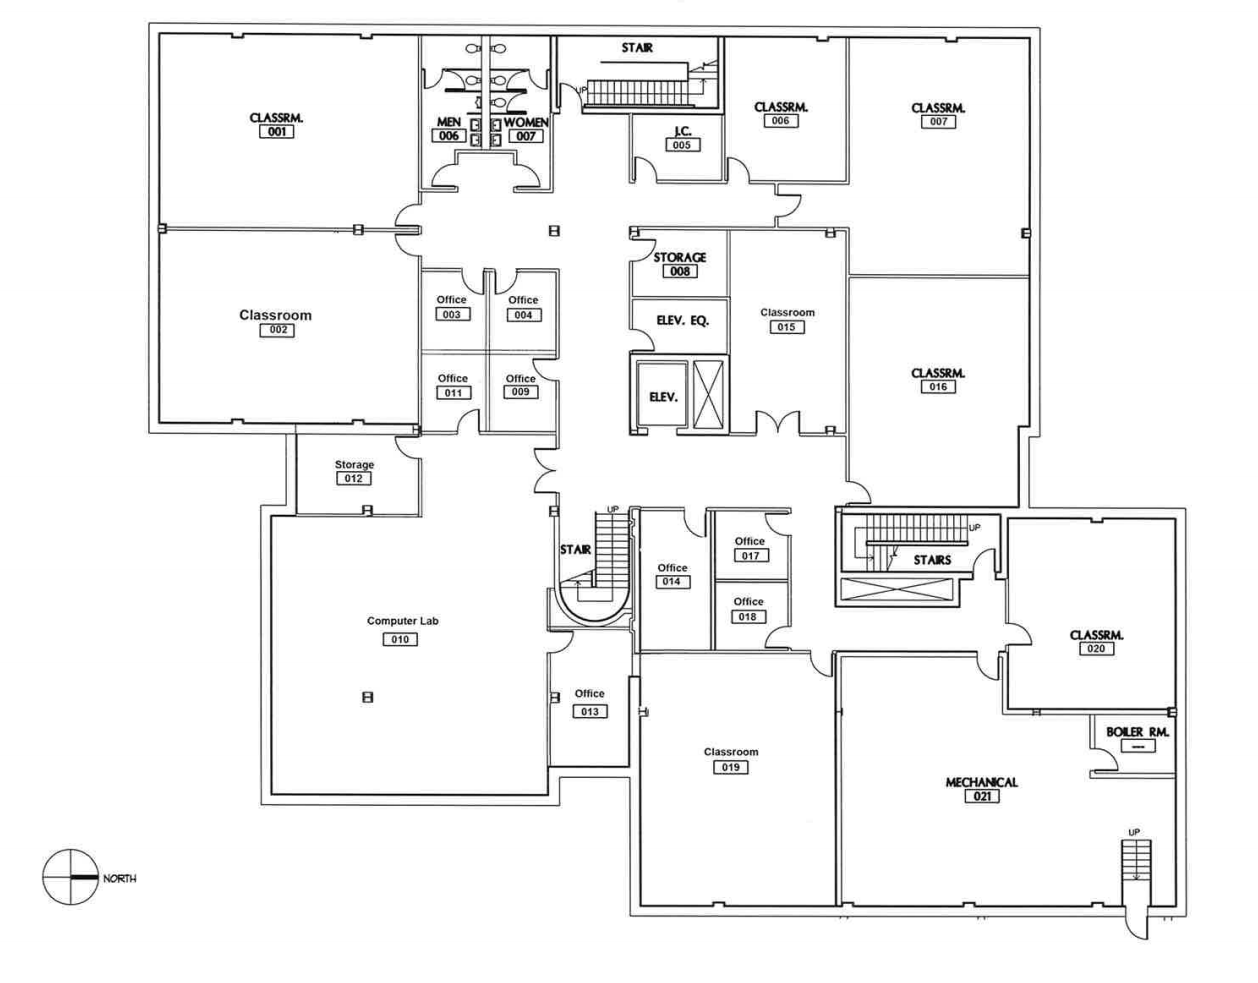 STAIR
CLASSRM.
001
MEN
006
WOMEN
007
UP
J.C.
005
CLASSRM.
006
CLASSRM.
007
STORAGE
008
Office
003
Office
004
Classroom
002
ELEV. EQ.
Classroom
015
Office
011
Office
009
ELEV.
CLASSRM.
016
Storage
012
UP
STAIR
Office
014
Office
017
Office
018
UP
STAIRS
Computer Lab
010
CLASSRM.
020
Office
013
Classroom
019
BOILER RM.
---
MECHANICAL
021
UP
NORTH